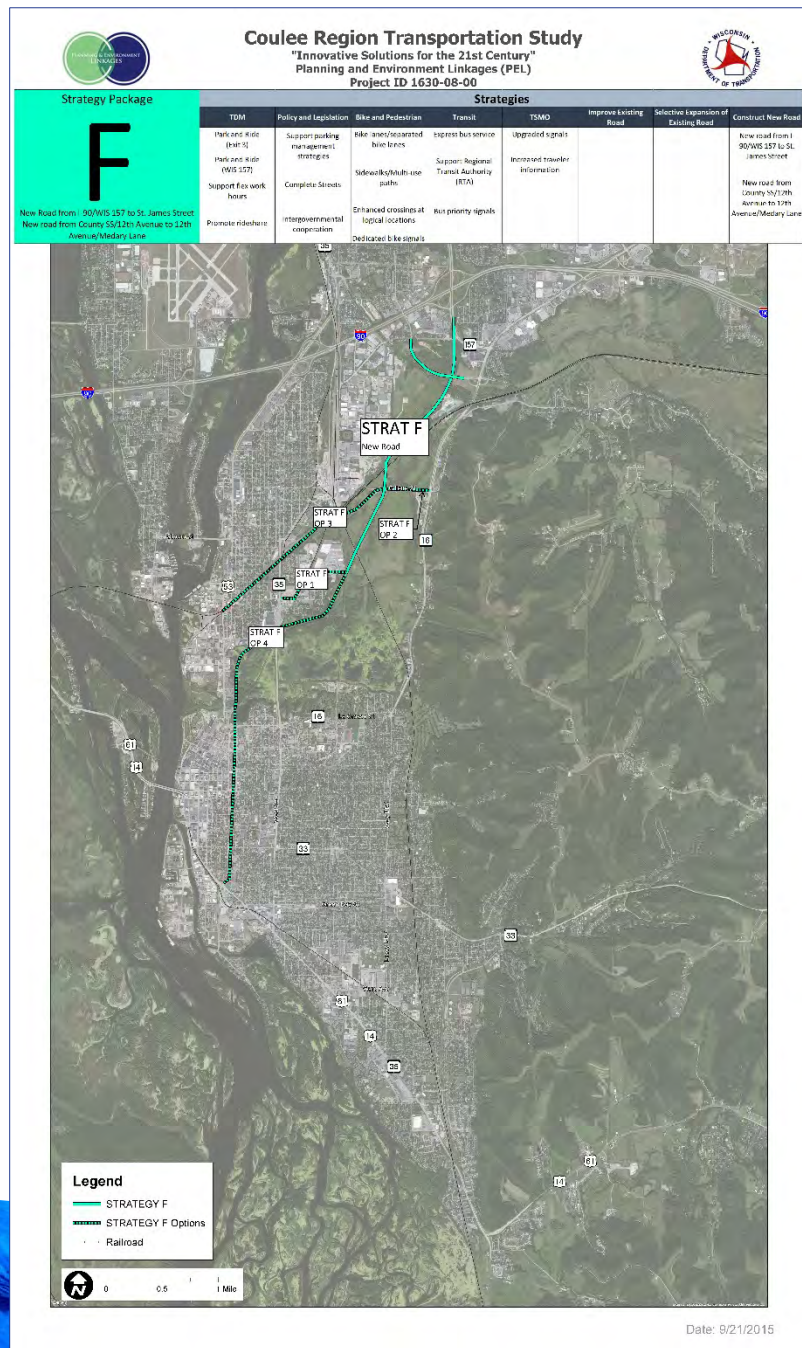 Coulee Region Transportation Study
"Innovative Solutions for the 21st Century"
Planning and Environment Linkages (PEL)
Project ID 1630-08-00
PLANNING & ENVIRONMENT
LINKAGES
WISCONSIN
DEPARTMENT OF TRANSPORTATION
Strategy Package
F
New Road from I-90/WIS 157 to St. James Street
New road from County SS/12th Avenue to 12th
Avenue/Medary Lane
Strategies
TDM
Park and Ride
(Exit 3)
Park and Ride
(WIS 157)
Support flex work
hours
Promote rideshare
Policy and Legislation
Support parking
management
strategies
Complete Streets
Intergovernmental
cooperation
Bike and Pedestrian
Bike lanes/separated
bike lanes
Sidewalks/Multi-use
paths
Enhanced crossings at
logical locations
Dedicated bike signals
Transit
Express bus service
Support Regional
Transit Authority
(RTA)
Bus priority signals
TSMO
Upgraded signals
Increased traveler
information
Improve Existing
Road
Selective Expansion of
Existing Road
Construct New Road
New road from I-
90/WIS 157 to St.
James Street
New road from
County SS/12th
Avenue to 12th
Avenue/Medary Lane
35
90
157
90
STRAT F
New Road
STRAT F
OP 3
STRAT F
OP 2
16
STRAT F
OP 1
53
35
STRAT F
OP 4
16
61
14
33
33
61
14
35
61
14
Legend
STRATEGY F
STRATEGY F Options
Railroad
N
0 0.5 1 Mile
Date: 9/21/2015